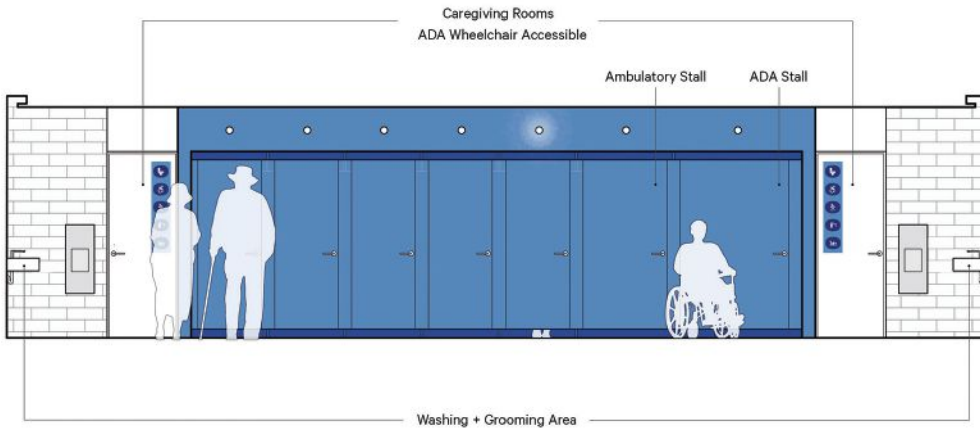 Caregiving Rooms
ADA Wheelchair Accessible
Ambulatory Stall
ADA Stall
Washing + Grooming Area